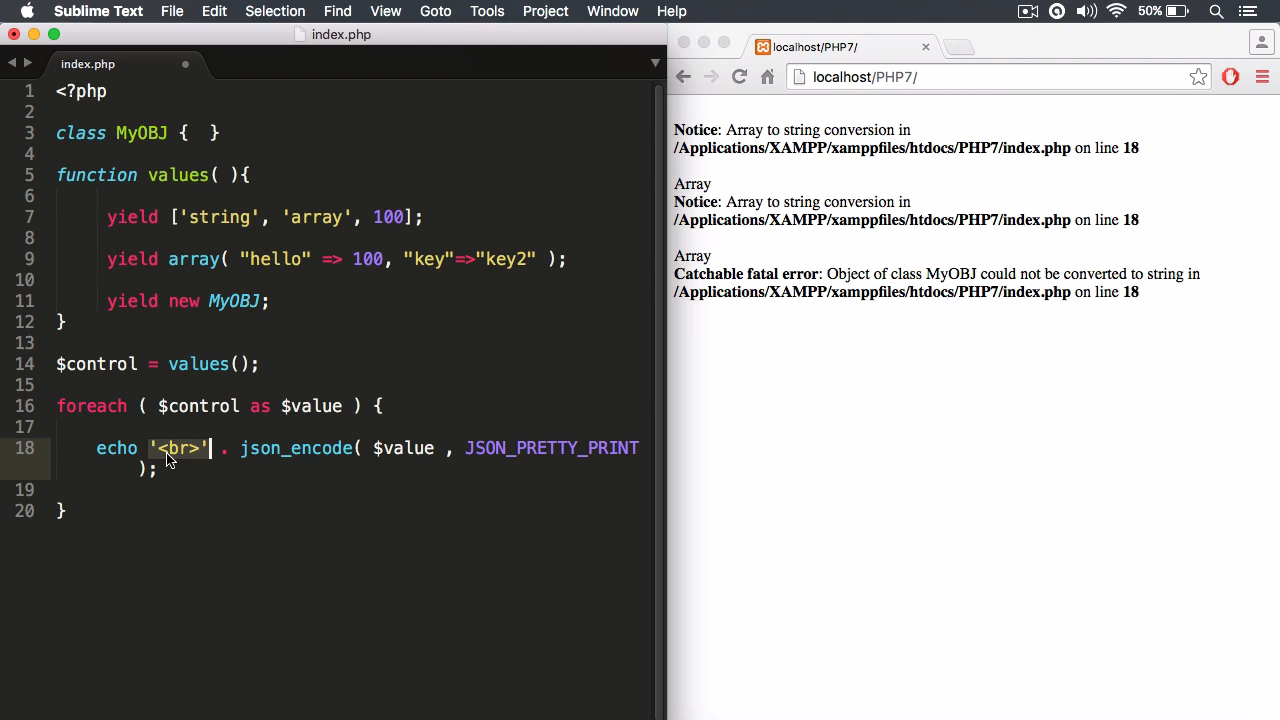 Sublime Text File Edit Selection Find View Goto Tools Project Window Help 50%
index.php
index.php
1 <?php
2
3 class MyOBJ {  }
4
5 function values( ){
6
7 yield ['string', 'array', 100];
8
9 yield array( "hello" => 100, "key"=>"key2" );
10
11 yield new MyOBJ;
12 }
13
14 $control = values();
15
16 foreach ( $control as $value ) {
17
18 echo '<br>' . json_encode( $value , JSON_PRETTY_PRINT
);
19
20 }
localhost/PHP7/
localhost/PHP7/
Notice: Array to string conversion in
/Applications/XAMPP/xamppfiles/htdocs/PHP7/index.php on line 18
Array
Notice: Array to string conversion in
/Applications/XAMPP/xamppfiles/htdocs/PHP7/index.php on line 18
Array
Catchable fatal error: Object of class MyOBJ could not be converted to string in
/Applications/XAMPP/xamppfiles/htdocs/PHP7/index.php on line 18